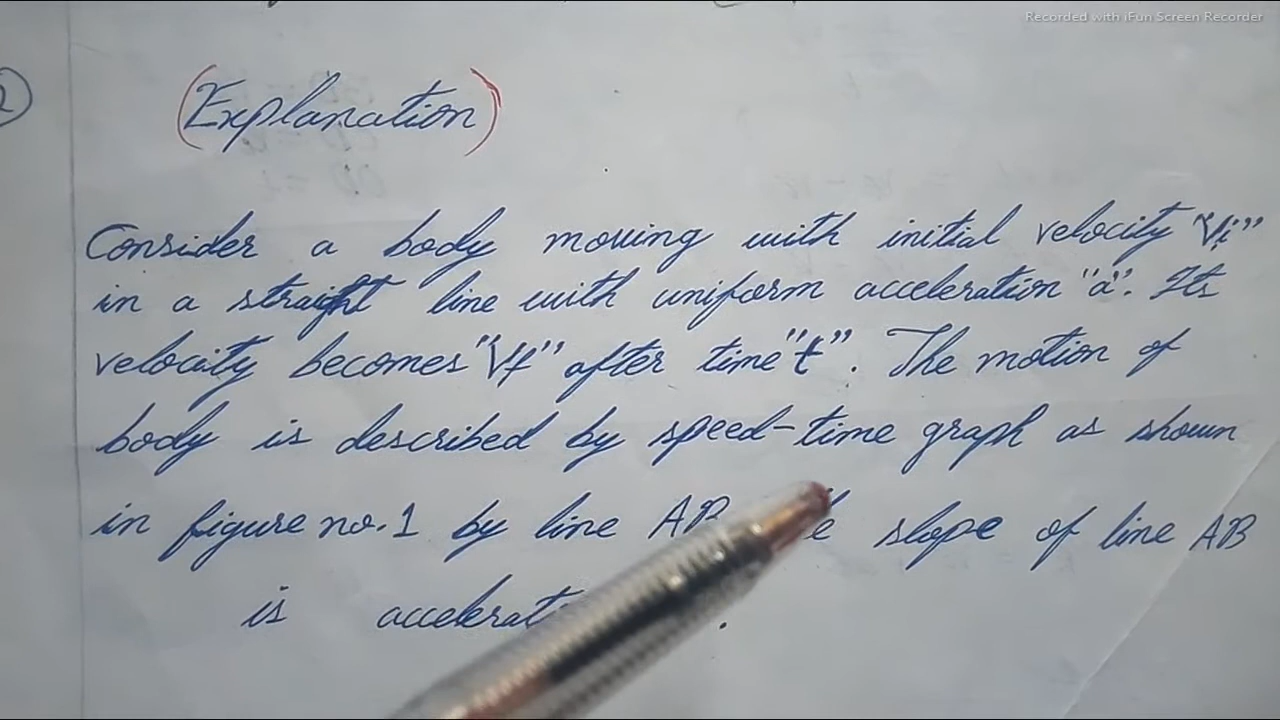 Recorded with iFun Screen Recorder
2
(Explanation)
Consider a body moving with initial velocity "Vi"
in a straight line with uniform acceleration "a". Its
velocity becomes "Vf" after time "t". The motion of
body is described by speed-time graph as shown
in figure no.1 by line AB slope of line AB
is